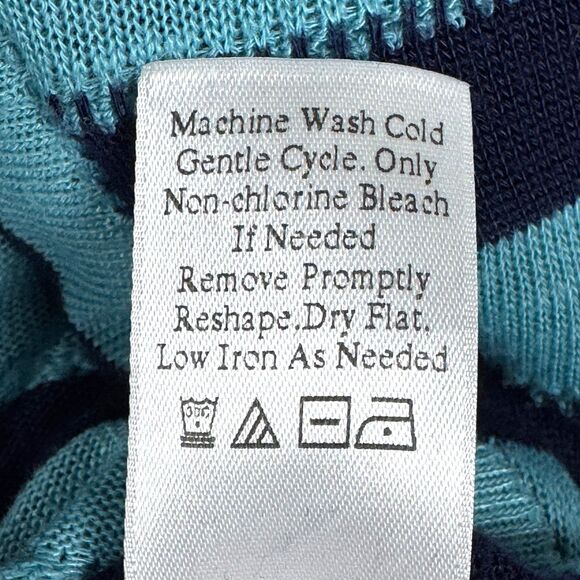 Machine Wash Cold
Gentle Cycle. Only
Non-chlorine Bleach
If Needed
Remove Promptly
Reshape.Dry Flat.
Low Iron As Needed
30C